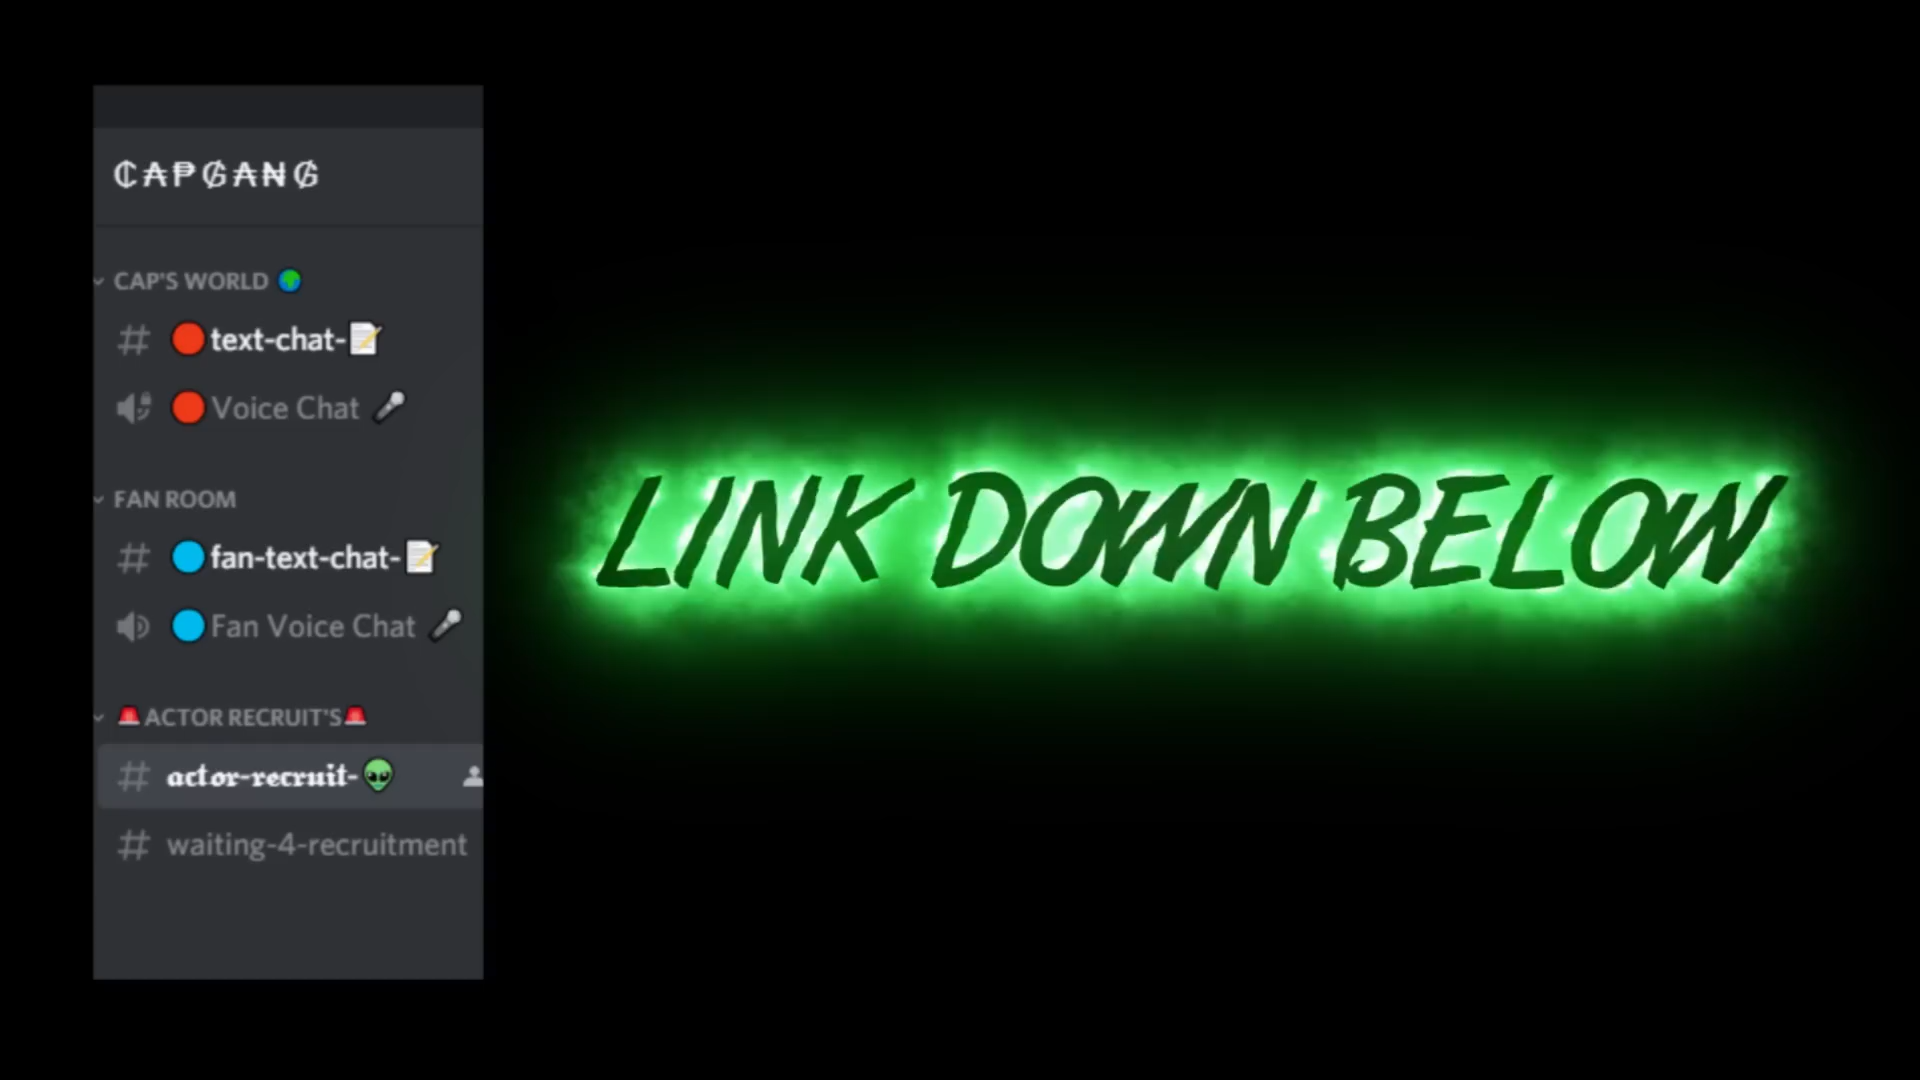 ₵₳₱₲₳₦₲
CAP'S WORLD 🌍
# 🔴text-chat-📝
🔴Voice Chat 🎤
FAN ROOM
# 🔵fan-text-chat-📝
🔵Fan Voice Chat 🎤
🚨ACTOR RECRUIT'S🚨
# 𝖆𝖈𝖙𝖔𝖗-𝖗𝖊𝖈𝖗𝖚𝖎𝖙-👽
# waiting-4-recruitment
LINK DOWN BELOW